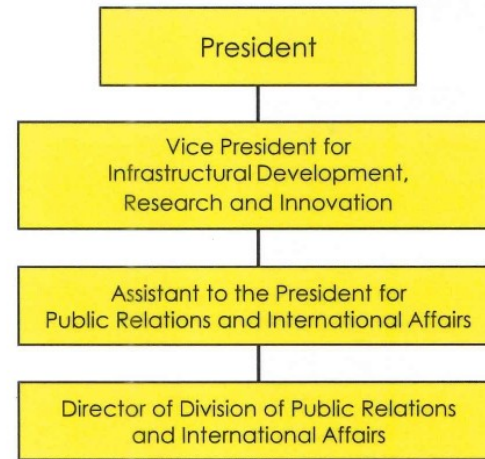 President
Vice President for
Infrastructural Development,
Research and Innovation
Assistant to the President for
Public Relations and International Affairs
Director of Division of Public Relations
and International Affairs